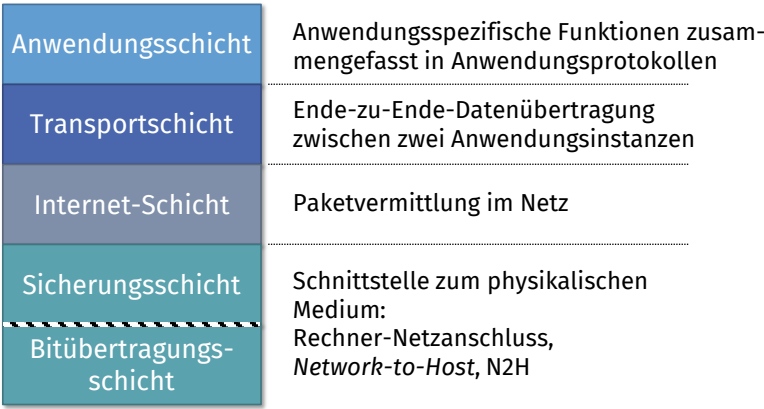 Anwendungsschicht
Anwendungsspezifische Funktionen zusam-
mengefasst in Anwendungsprotokollen
Transportschicht
Ende-zu-Ende-Datenübertragung
zwischen zwei Anwendungsinstanzen
Internet-Schicht
Paketvermittlung im Netz
Sicherungsschicht
Bitübertragungs-
schicht
Schnittstelle zum physikalischen
Medium:
Rechner-Netzanschluss,
Network-to-Host, N2H